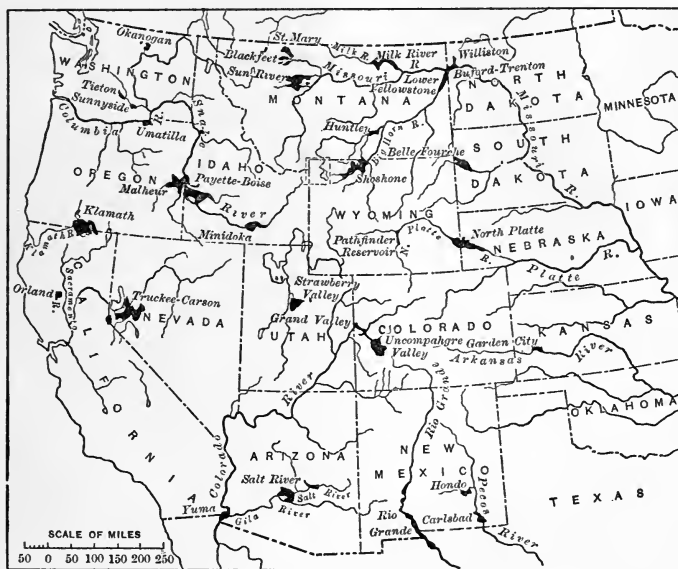 Okanogan
St. Mary
Blackfeet
Milk R.
Milk River
R.
Williston
WASHINGTON
Sun River
Missouri
Lower
Yellowstone
Buford-Trenton
NORTH
DAKOTA
MINNESOTA
Tieton
Sunnyside
MONTANA
Missouri
R.
Columbia
R.
Umatilla
Snake
Huntley
Big Horn R.
Belle Fourche
SOUTH
DAKOTA
IDAHO
OREGON
Payette-Boise
Malheur
Shoshone
IOWA
River
Minidoka
WYOMING
North Platte
Klamath
Klamath R.
Pathfinder
Reservoir
N.
Platte
R.
NEBRASKA
Platte
R.
Strawberry
Valley
Orland
Sacramento
R.
Truckee-Carson
NEVADA
Grand Valley
UTAH
COLORADO
KANSAS
Uncompahgre
Valley
Garden City
Arkansas
River
CALIFORNIA
River
Rio Grande
OKLAHOMA
ARIZONA
NEW
MEXICO
Colorado
Salt River
Salt River
Hondo
Pecos
TEXAS
Yuma
Gila River
Rio
Grande
Carlsbad
River
SCALE OF MILES
50 0 50 100 150 200 250